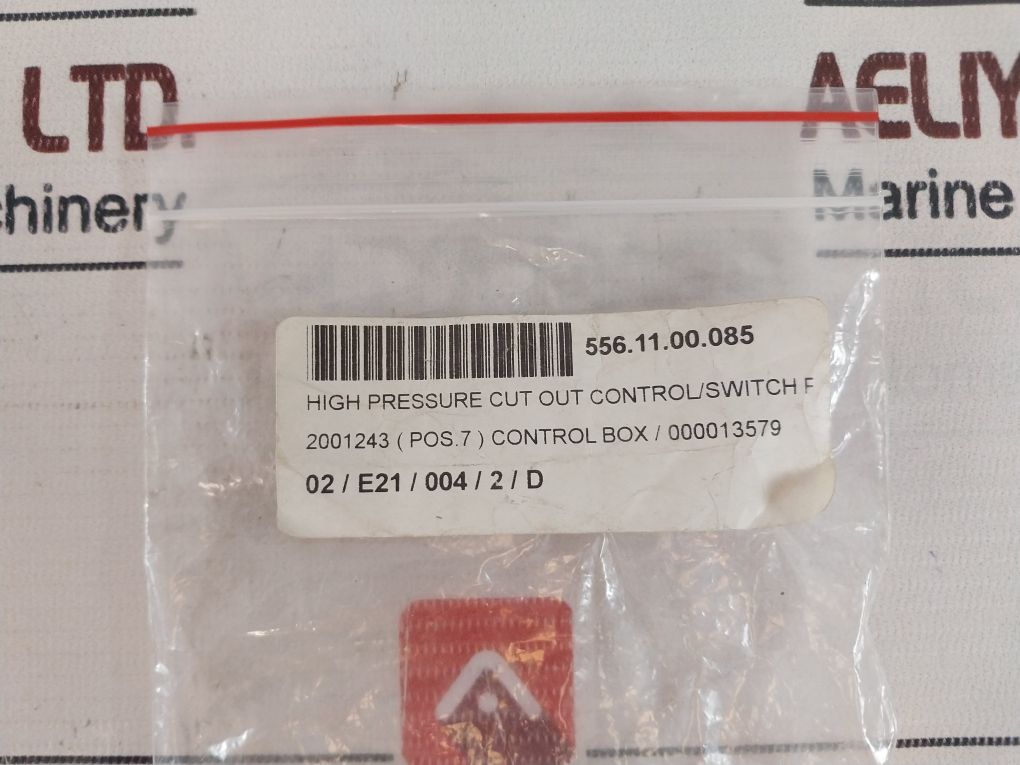 LTD.
AELIY
chinery
Marine
556.11.00.085
HIGH PRESSURE CUT OUT CONTROL/SWITCH F
2001243 ( POS.7 ) CONTROL BOX / 000013579
02 / E21 / 004 / 2 / D